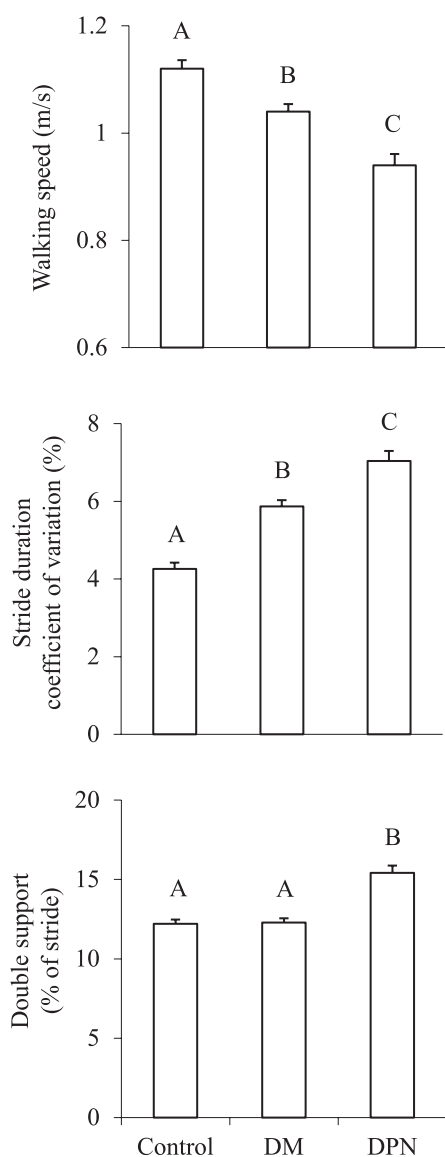 Walking speed (m/s)
1.2
1
0.8
0.6
A
B
C
Stride duration
coefficient of variation (%)
8
6
4
2
0
A
B
C
Double support
(% of stride)
20
15
10
5
0
A
A
B
Control
DM
DPN